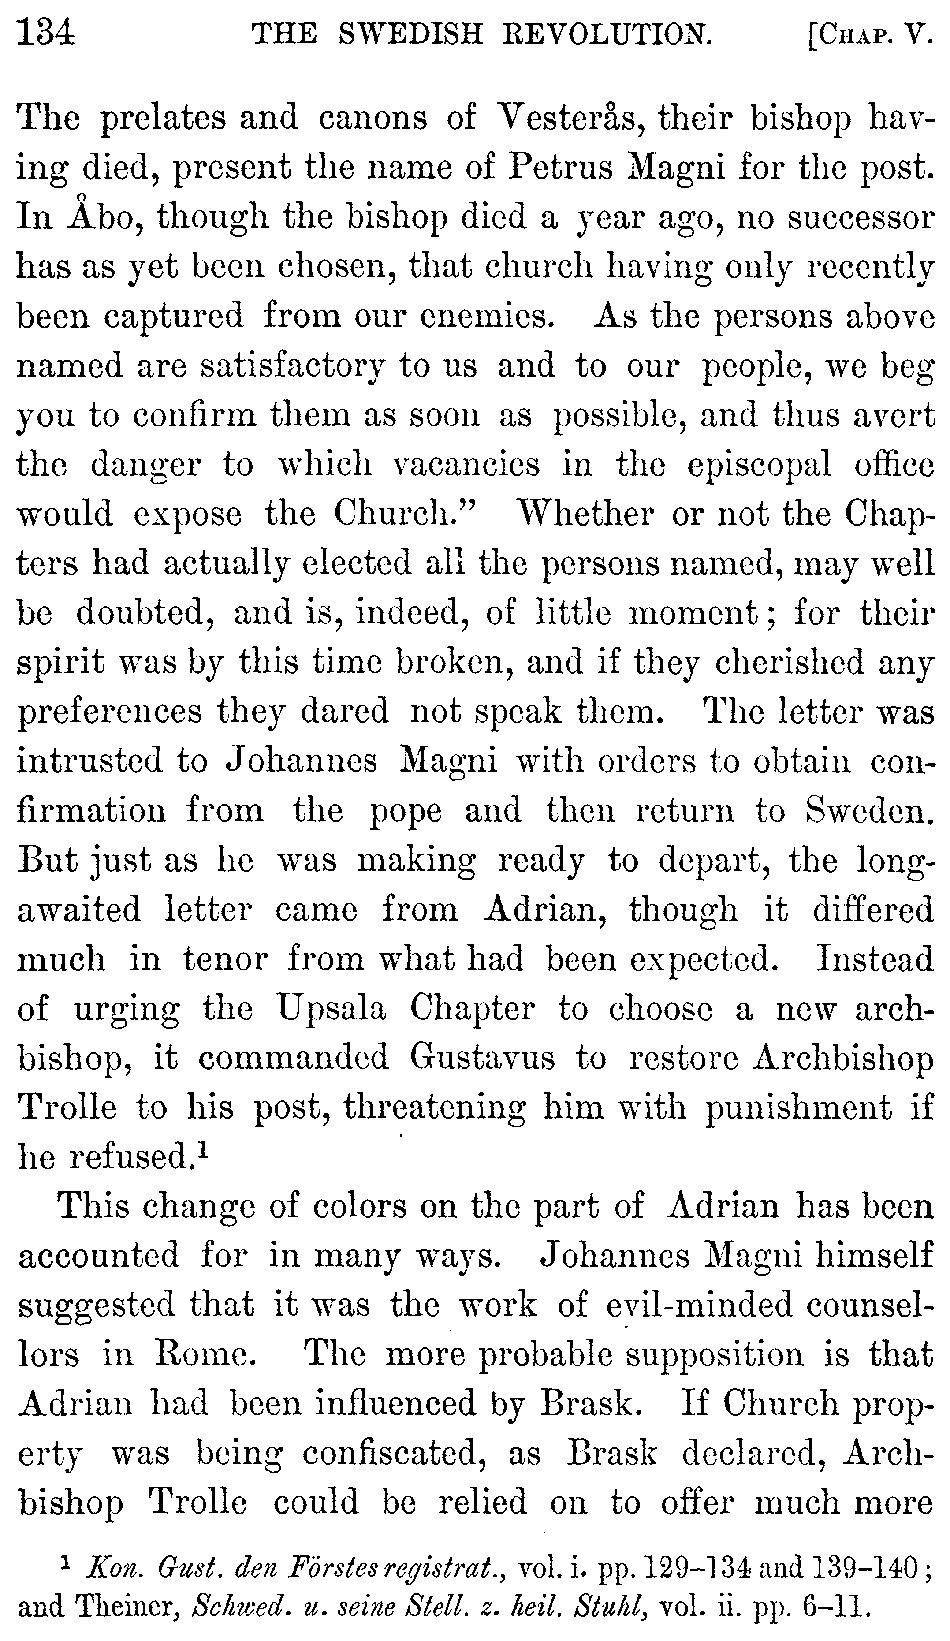 134 THE SWEDISH REVOLUTION. [CHAP. V.
The prelates and canons of Vesterås, their bishop hav-
ing died, present the name of Petrus Magni for the post.
In Åbo, though the bishop died a year ago, no successor
has as yet been chosen, that church having only recently
been captured from our enemies. As the persons above
named are satisfactory to us and to our people, we beg
you to confirm them as soon as possible, and thus avert
the danger to which vacancies in the episcopal office
would expose the Church.” Whether or not the Chap-
ters had actually elected all the persons named, may well
be doubted, and is, indeed, of little moment; for their
spirit was by this time broken, and if they cherished any
preferences they dared not speak them. The letter was
intrusted to Johannes Magni with orders to obtain con-
firmation from the pope and then return to Sweden.
But just as he was making ready to depart, the long-
awaited letter came from Adrian, though it differed
much in tenor from what had been expected. Instead
of urging the Upsala Chapter to choose a new arch-
bishop, it commanded Gustavus to restore Archbishop
Trolle to his post, threatening him with punishment if
he refused.¹
This change of colors on the part of Adrian has been
accounted for in many ways. Johannes Magni himself
suggested that it was the work of evil-minded counsel-
lors in Rome. The more probable supposition is that
Adrian had been influenced by Brask. If Church prop-
erty was being confiscated, as Brask declared, Arch-
bishop Trolle could be relied on to offer much more
¹ Kon. Gust. den Förstes registrat., vol. i. pp. 129–134 and 139–140;
and Theiner, Schwed. u. seine Stell. z. heil. Stuhl, vol. ii. pp. 6–11.